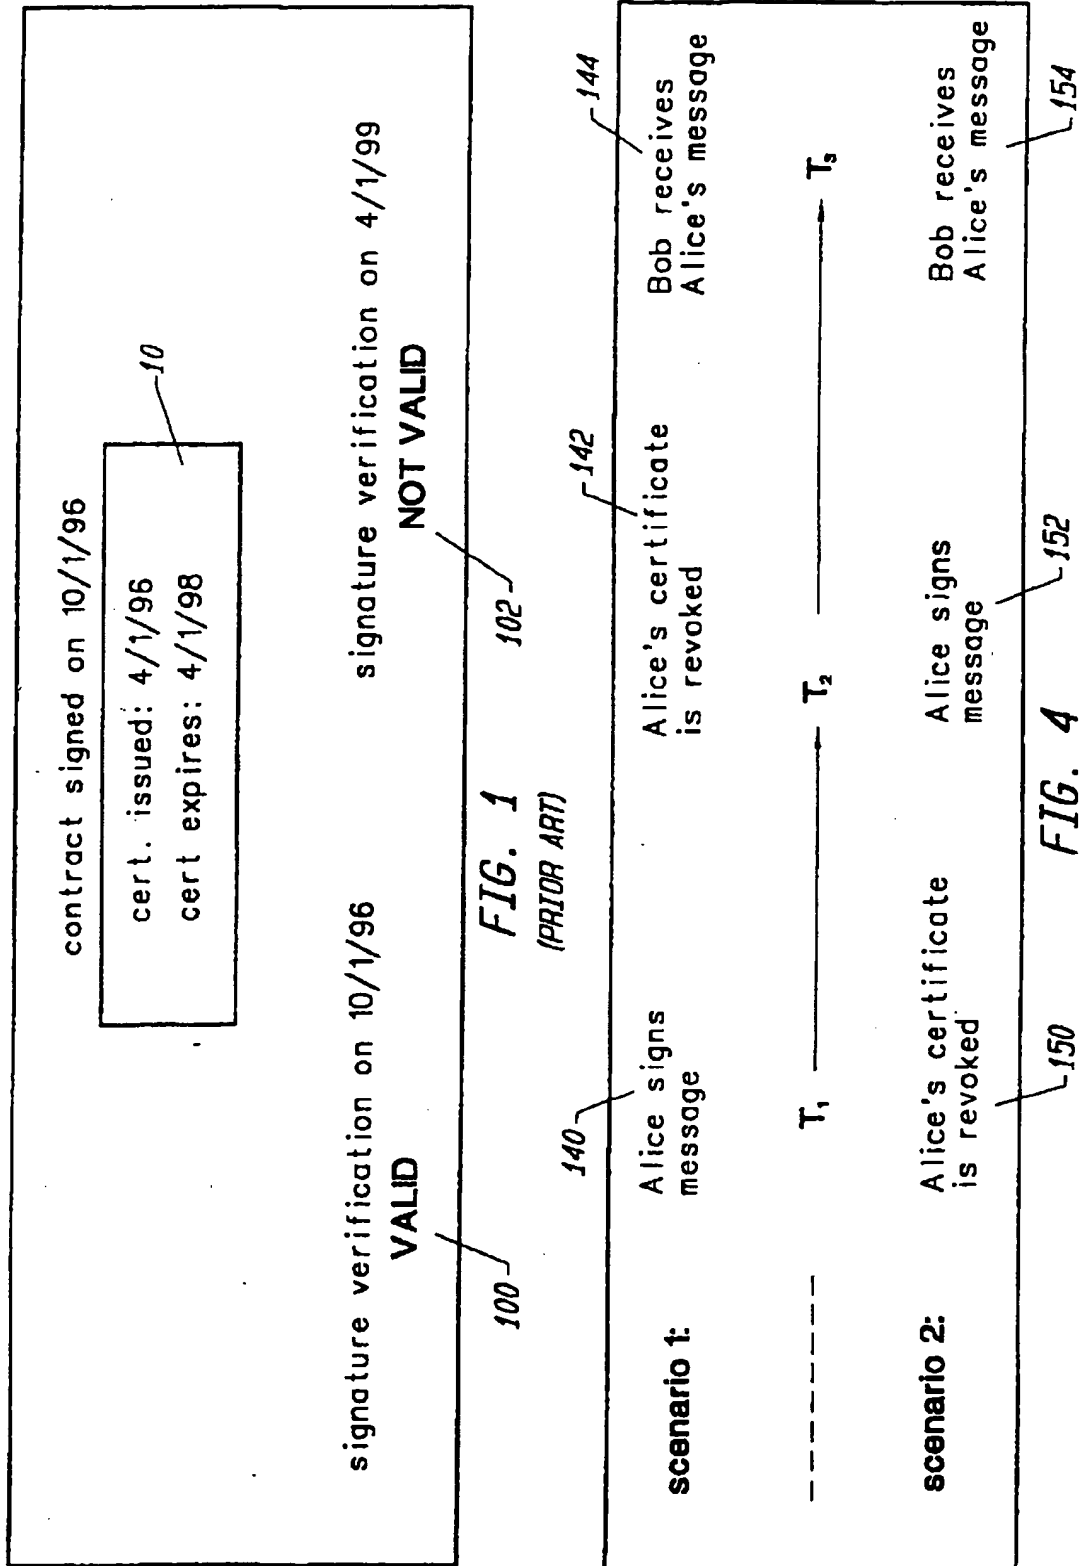 contract signed on 10/1/96
cert. issued: 4/1/96
cert expires: 4/1/98
10
signature verification on 10/1/96
VALID
100
signature verification on 4/1/99
NOT VALID
102
FIG. 1
(PRIOR ART)
140
142
144
scenario 1:
Alice signs
message
Alice's certificate
is revoked
Bob receives
Alice's message
T1
T2
T3
scenario 2:
Alice's certificate
is revoked
Alice signs
message
Bob receives
Alice's message
150
152
154
FIG. 4